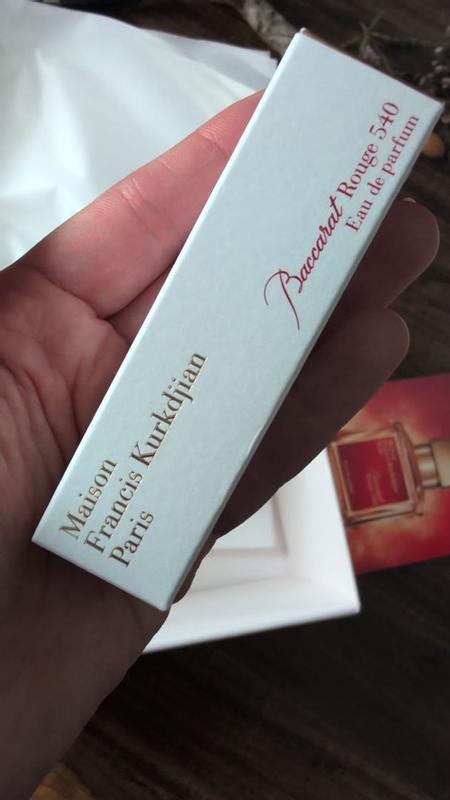 Baccarat Rouge 540
Eau de parfum
Maison
Francis Kurkdjian
Paris